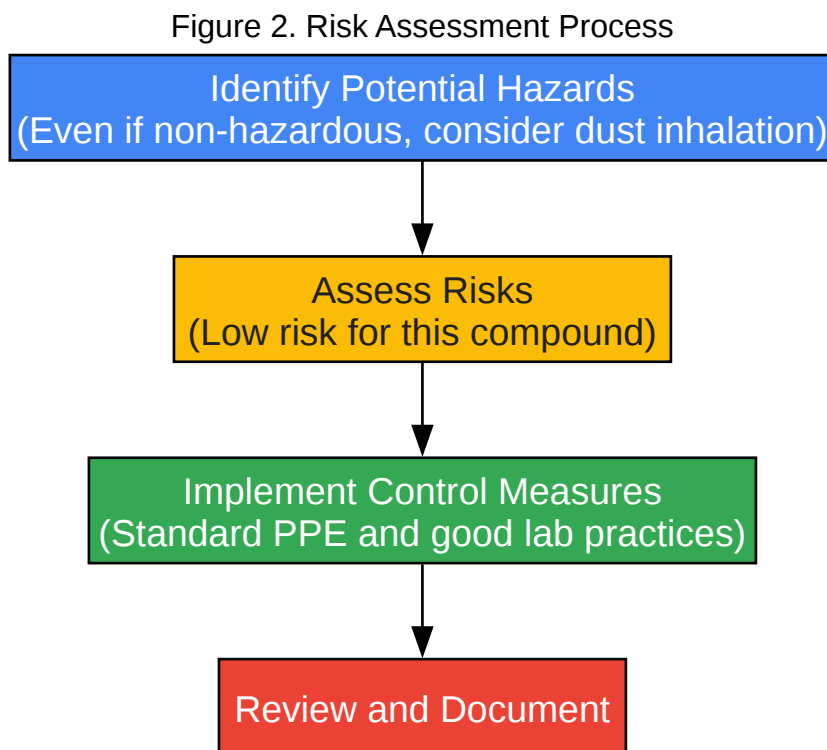 Figure 2. Risk Assessment Process
Identify Potential Hazards
(Even if non-hazardous, consider dust inhalation)
Assess Risks
(Low risk for this compound)
Implement Control Measures
(Standard PPE and good lab practices)
Review and Document